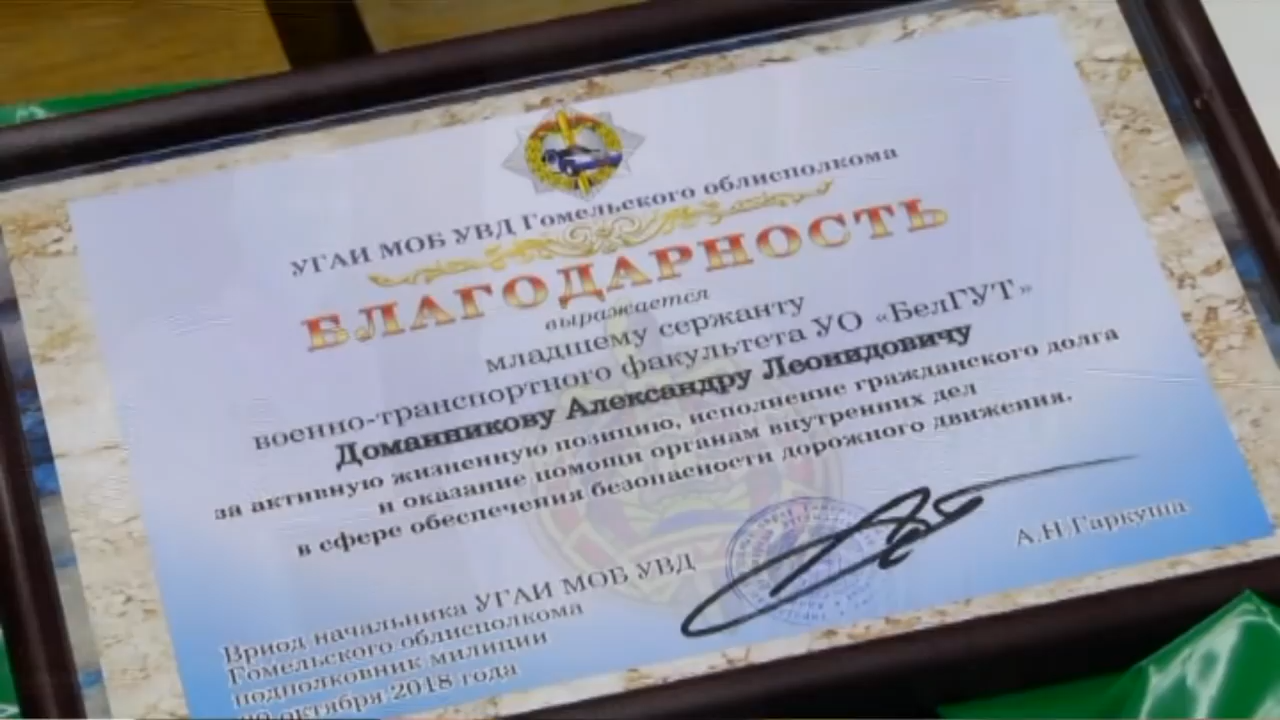 УГАИ МОБ УВД Гомельского облисполкома
БЛАГОДАРНОСТЬ
выражается
младшему сержанту
военно-транспортного факультета УО «БелГУТ»
Доманникову Александру Леонидовичу
за активную жизненную позицию, исполнение гражданского долга
и оказание помощи органам внутренних дел
в сфере обеспечения безопасности дорожного движения.
Вриод начальника УГАИ МОБ УВД
Гомельского облисполкома
подполковник милиции
А.Н.Гаркуша
октября 2018 года